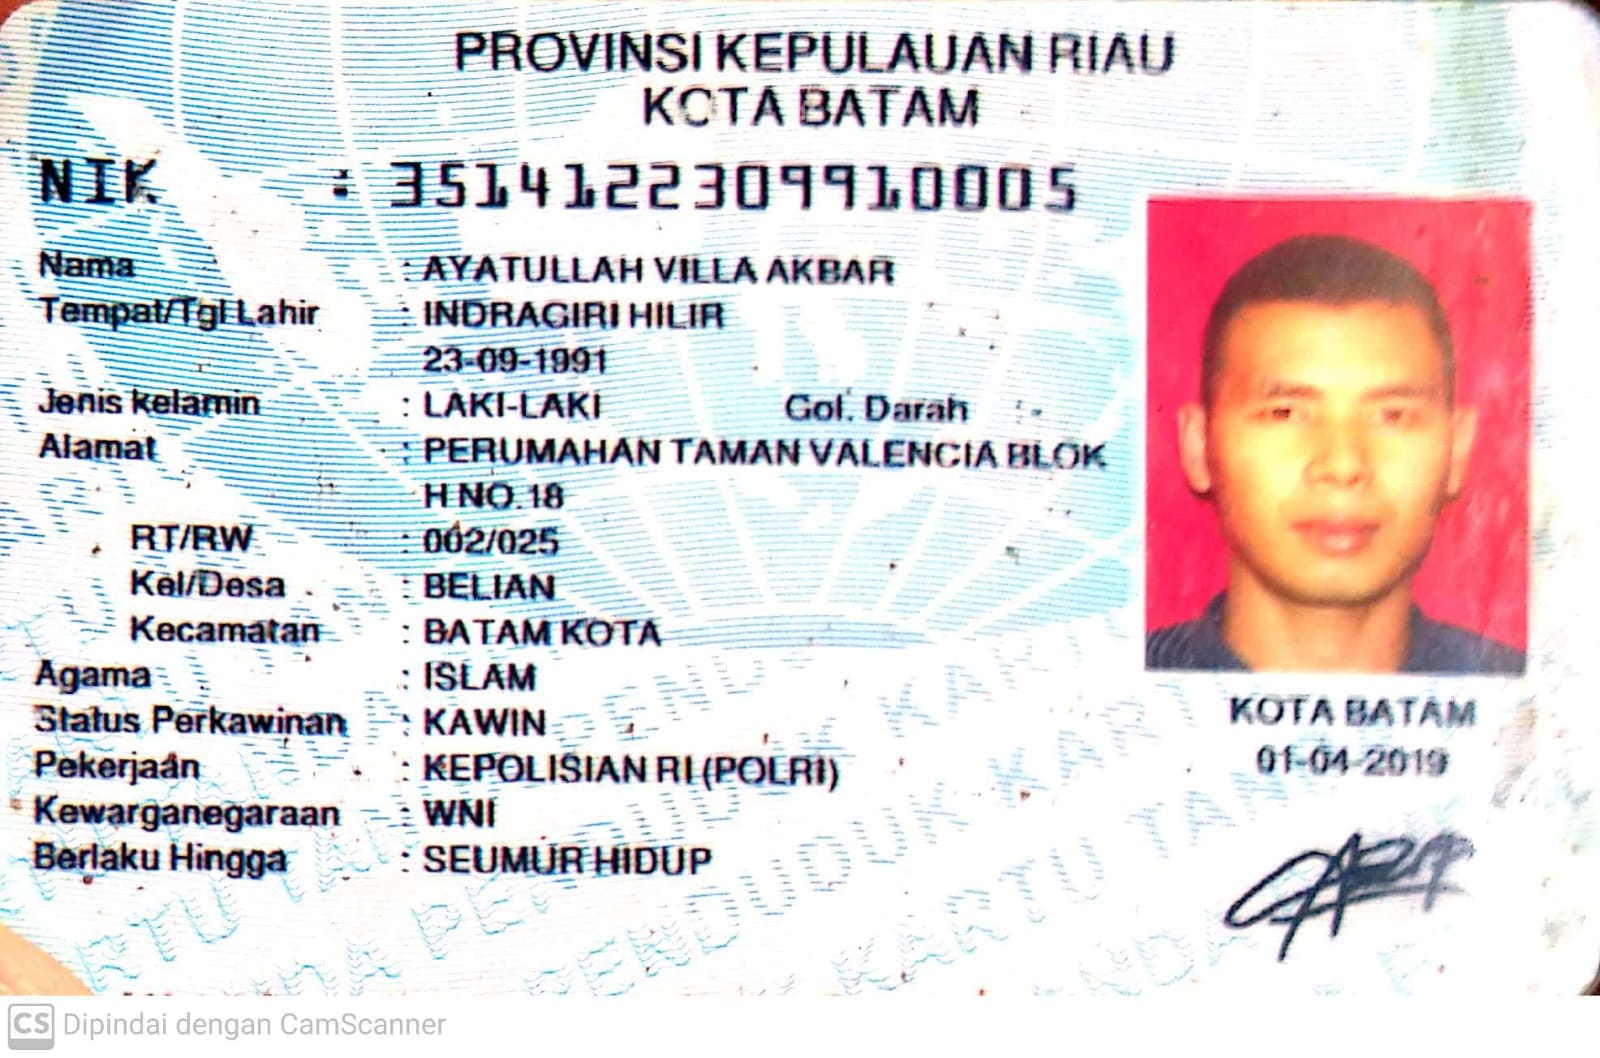 PROVINSI KEPULAUAN RIAU
KOTA BATAM
NIK : 3514122309910005
Nama : AYATULLAH VILLA AKBAR
Tempat/Tgl Lahir : INDRAGIRI HILIR
23-09-1991
Jenis kelamin : LAKI-LAKI Gol. Darah : -
Alamat : PERUMAHAN TAMAN VALENCIA BLOK
H NO.18
RT/RW : 002/025
Kel/Desa : BELIAN
Kecamatan : BATAM KOTA
Agama : ISLAM
Status Perkawinan : KAWIN
Pekerjaan : KEPOLISIAN RI (POLRI)
Kewarganegaraan : WNI
Berlaku Hingga : SEUMUR HIDUP
KOTA BATAM
01-04-2019
CS Dipindai dengan CamScanner